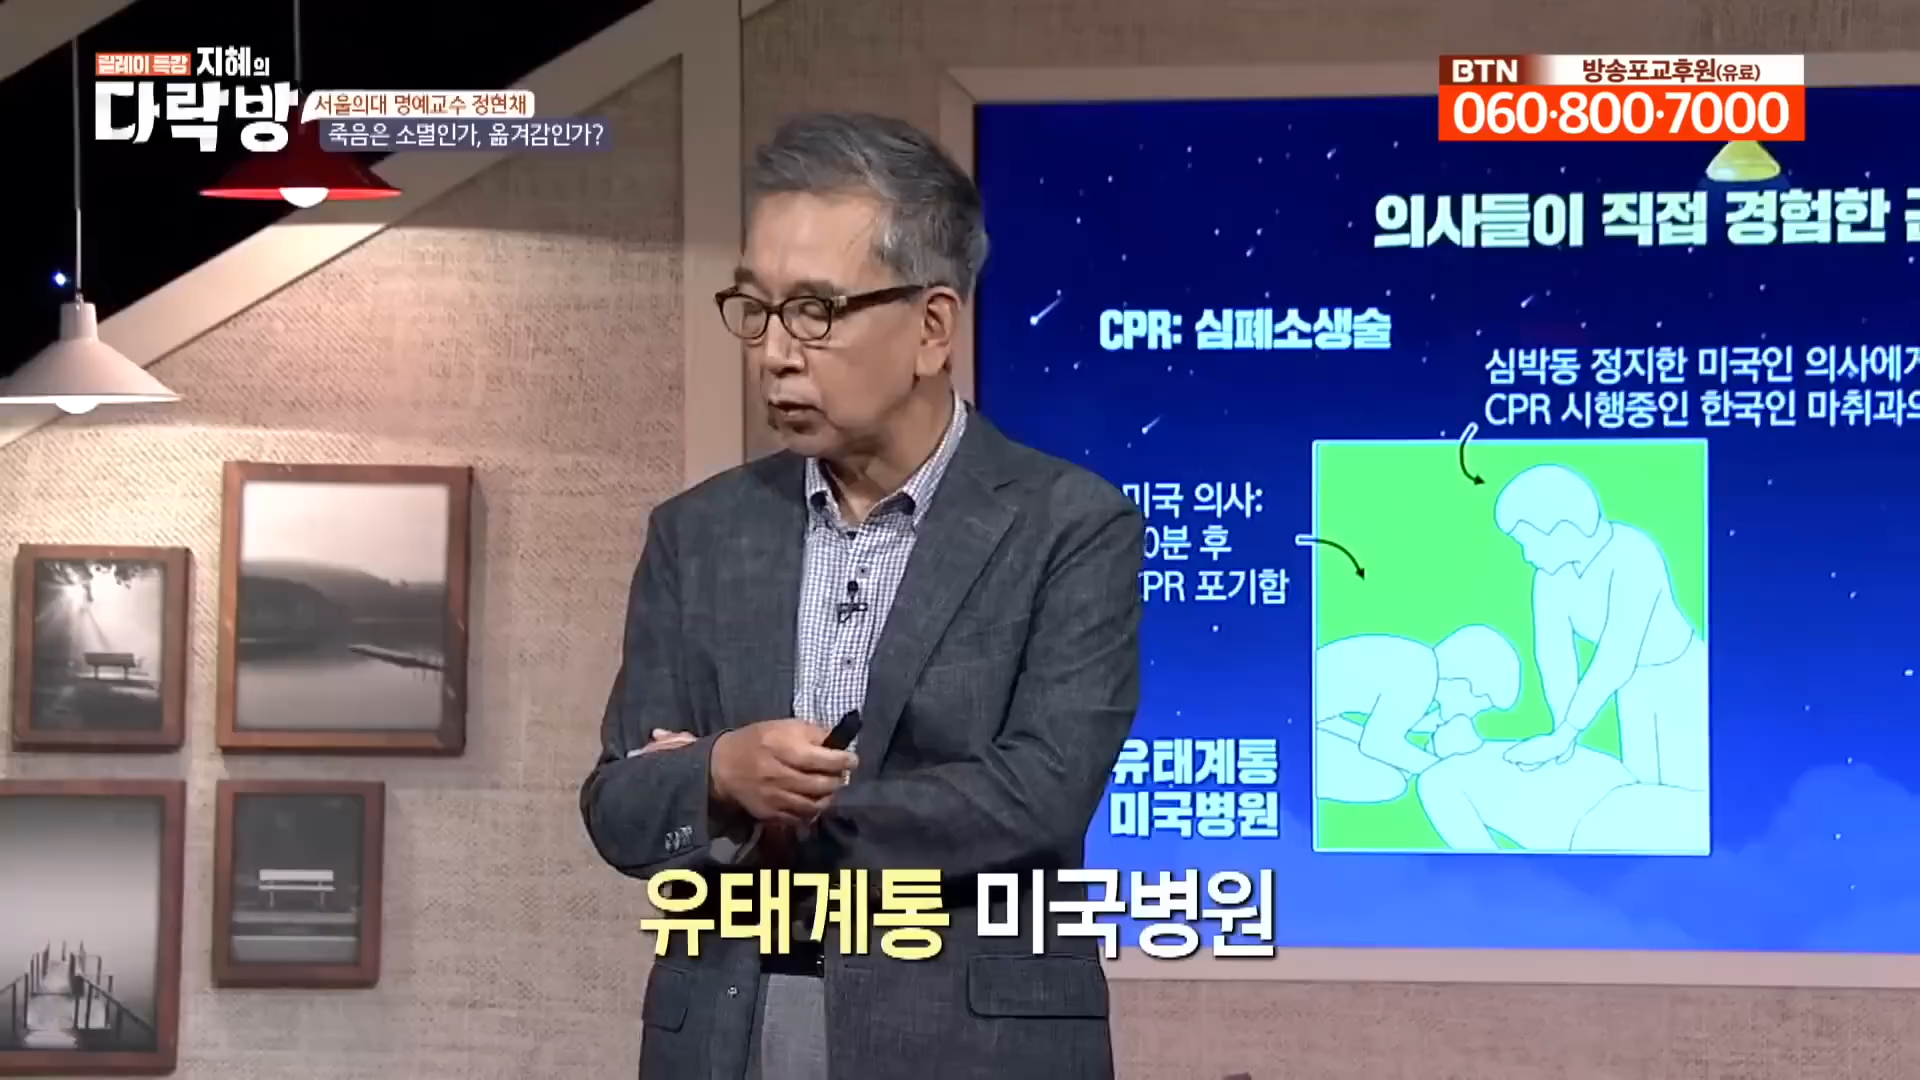 릴레이 특강 지혜의
다락방
서울의대 명예교수 정현채
죽음은 소멸인가, 옮겨감인가?
BTN 방송포교후원(유료)
060·800·7000
의사들이 직접 경험한
CPR: 심폐소생술
심박동 정지한 미국인 의사에게
CPR 시행중인 한국인 마취과의
미국 의사:
0분 후
CPR 포기함
유태계통
미국병원
유태계통 미국병원